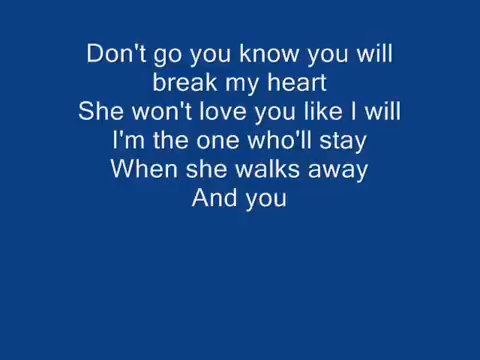 Don't go you know you will
break my heart
She won't love you like I will
I'm the one who'll stay
When she walks away
And you